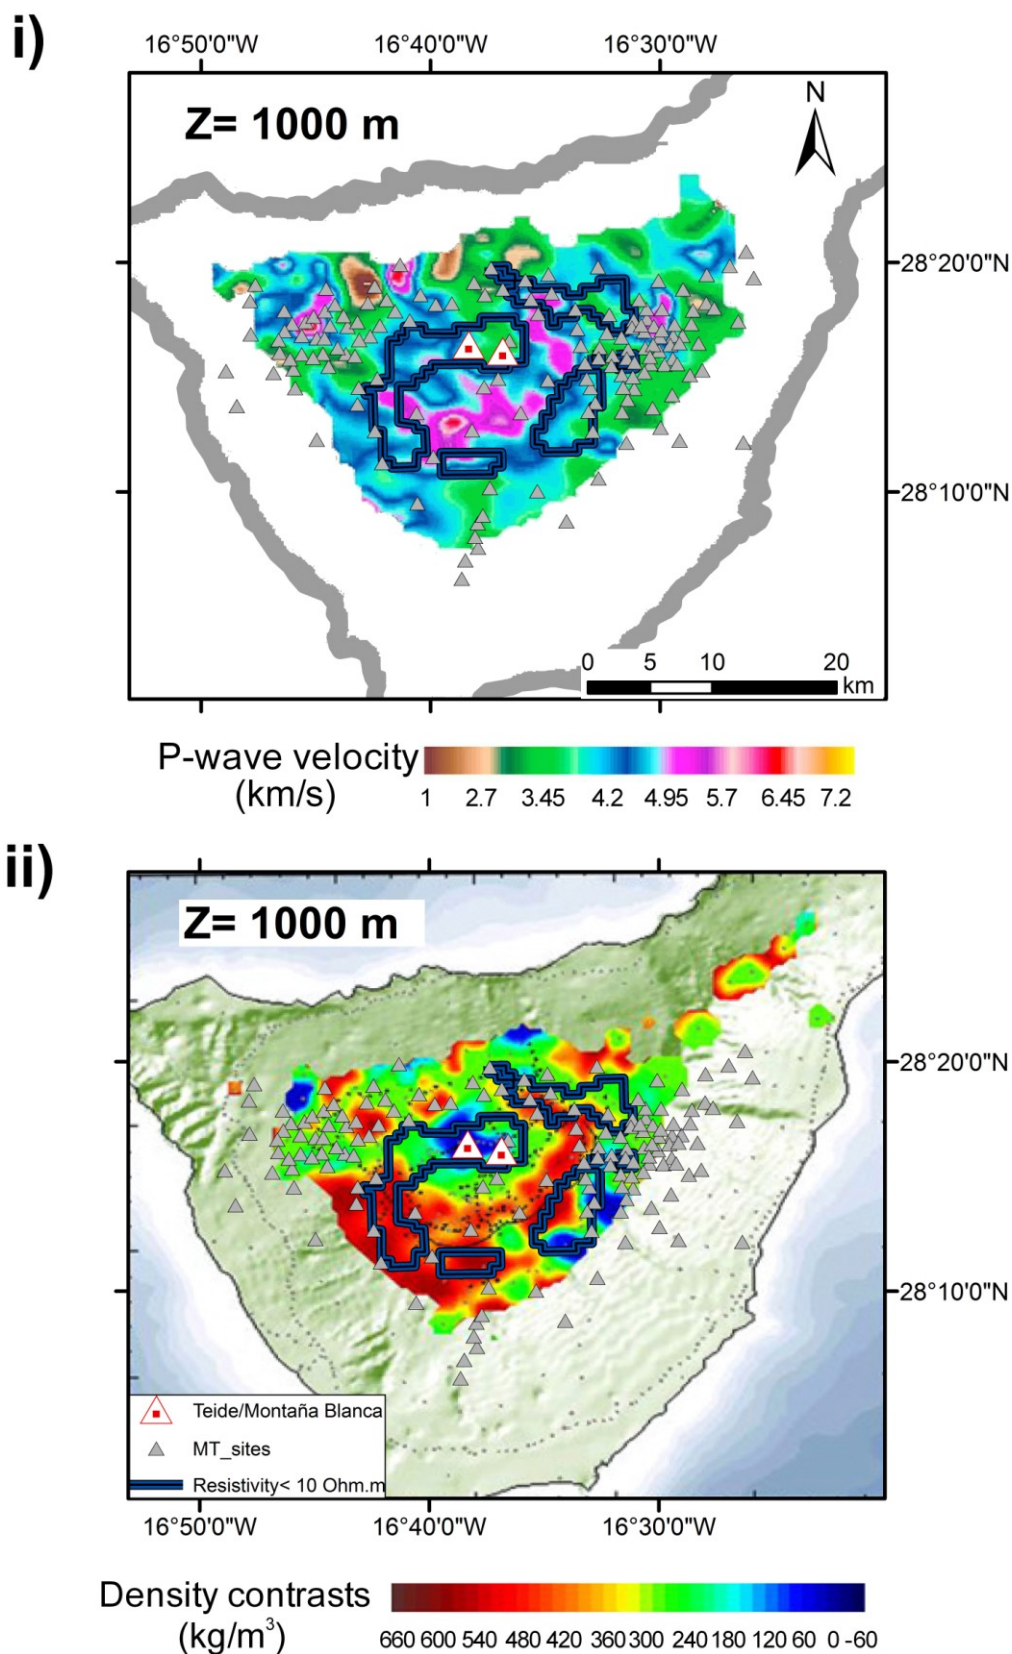 i)
16°50'0"W 16°40'0"W 16°30'0"W
Z= 1000 m
N
28°20'0"N
28°10'0"N
0 5 10 20
km
P-wave velocity
(km/s)
1 2.7 3.45 4.2 4.95 5.7 6.45 7.2
ii)
Z= 1000 m
28°20'0"N
28°10'0"N
Teide/Montaña Blanca
MT_sites
Resistivity< 10 Ohm.m
16°50'0"W 16°40'0"W 16°30'0"W
Density contrasts
(kg/m³)
660 600 540 480 420 360 300 240 180 120 60 0 -60